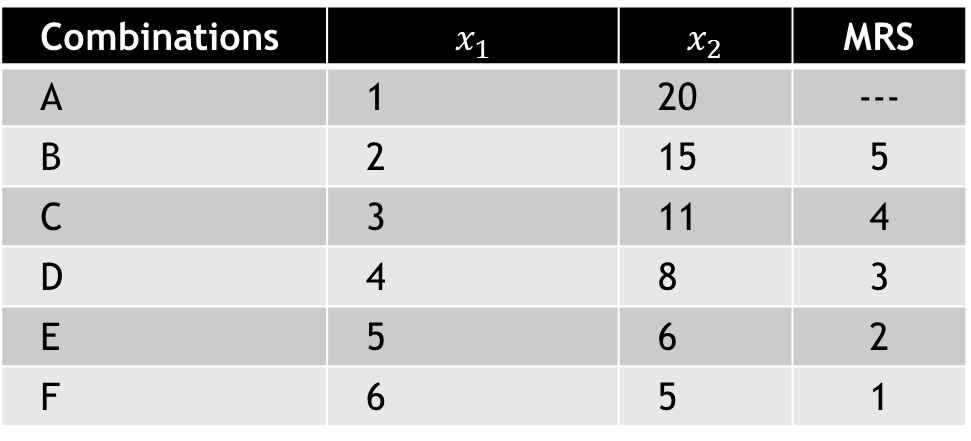 Combinations x₁ x₂ MRS
A 1 20 ---
B 2 15 5
C 3 11 4
D 4 8 3
E 5 6 2
F 6 5 1